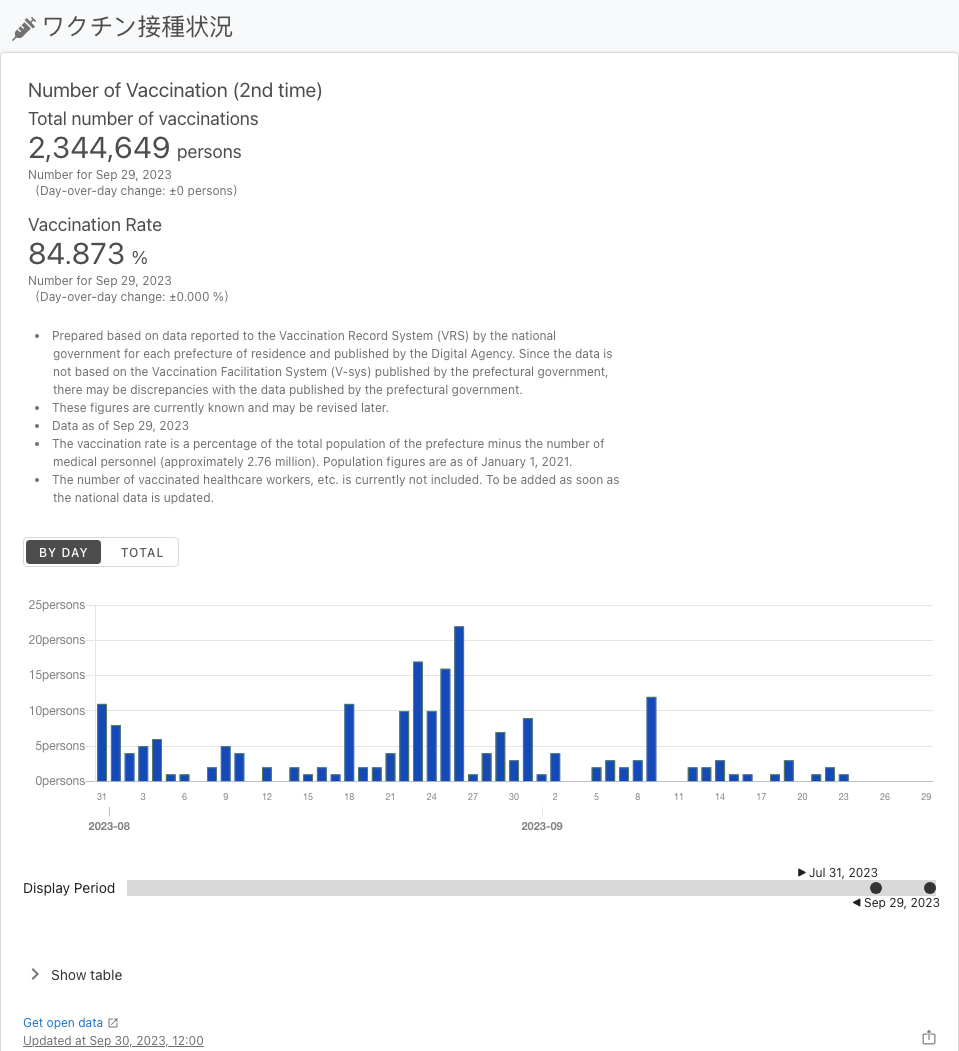 ワクチン接種状況
Number of Vaccination (2nd time)
Total number of vaccinations
2,344,649 persons
Number for Sep 29, 2023
(Day-over-day change: ±0 persons)
Vaccination Rate
84.873 %
Number for Sep 29, 2023
(Day-over-day change: ±0.000 %)
• Prepared based on data reported to the Vaccination Record System (VRS) by the national
government for each prefecture of residence and published by the Digital Agency. Since the data is
not based on the Vaccination Facilitation System (V-sys) published by the prefectural government,
there may be discrepancies with the data published by the prefectural government.
• These figures are currently known and may be revised later.
• Data as of Sep 29, 2023
• The vaccination rate is a percentage of the total population of the prefecture minus the number of
medical personnel (approximately 2.76 million). Population figures are as of January 1, 2021.
• The number of vaccinated healthcare workers, etc. is currently not included. To be added as soon as
the national data is updated.
BY DAY TOTAL
25persons
20persons
15persons
10persons
5persons
0persons
31 3 6 9 12 15 18 21 24 27 30 2 5 8 11 14 17 20 23 26 29
2023-08 2023-09
▶ Jul 31, 2023
Display Period
◀ Sep 29, 2023
Show table
Get open data
Updated at Sep 30, 2023, 12:00